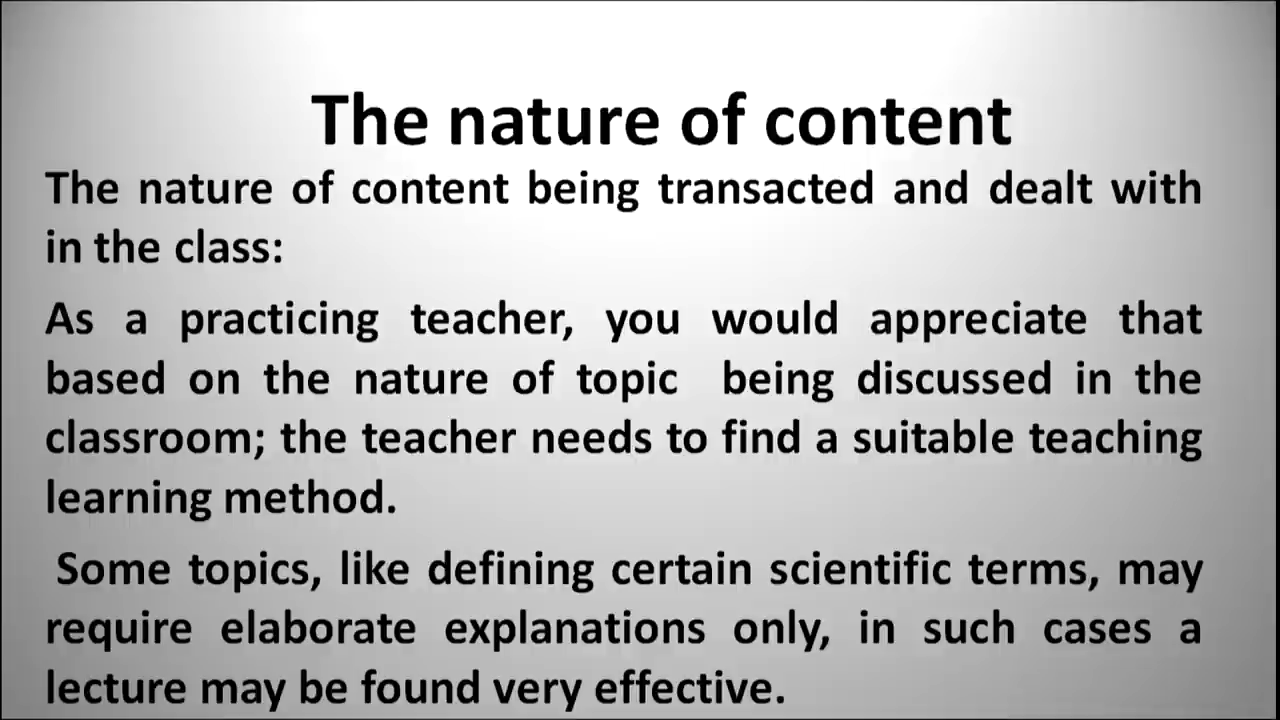 The nature of content
The nature of content being transacted and dealt with
in the class:
As a practicing teacher, you would appreciate that
based on the nature of topic being discussed in the
classroom; the teacher needs to find a suitable teaching
learning method.
Some topics, like defining certain scientific terms, may
require elaborate explanations only, in such cases a
lecture may be found very effective.